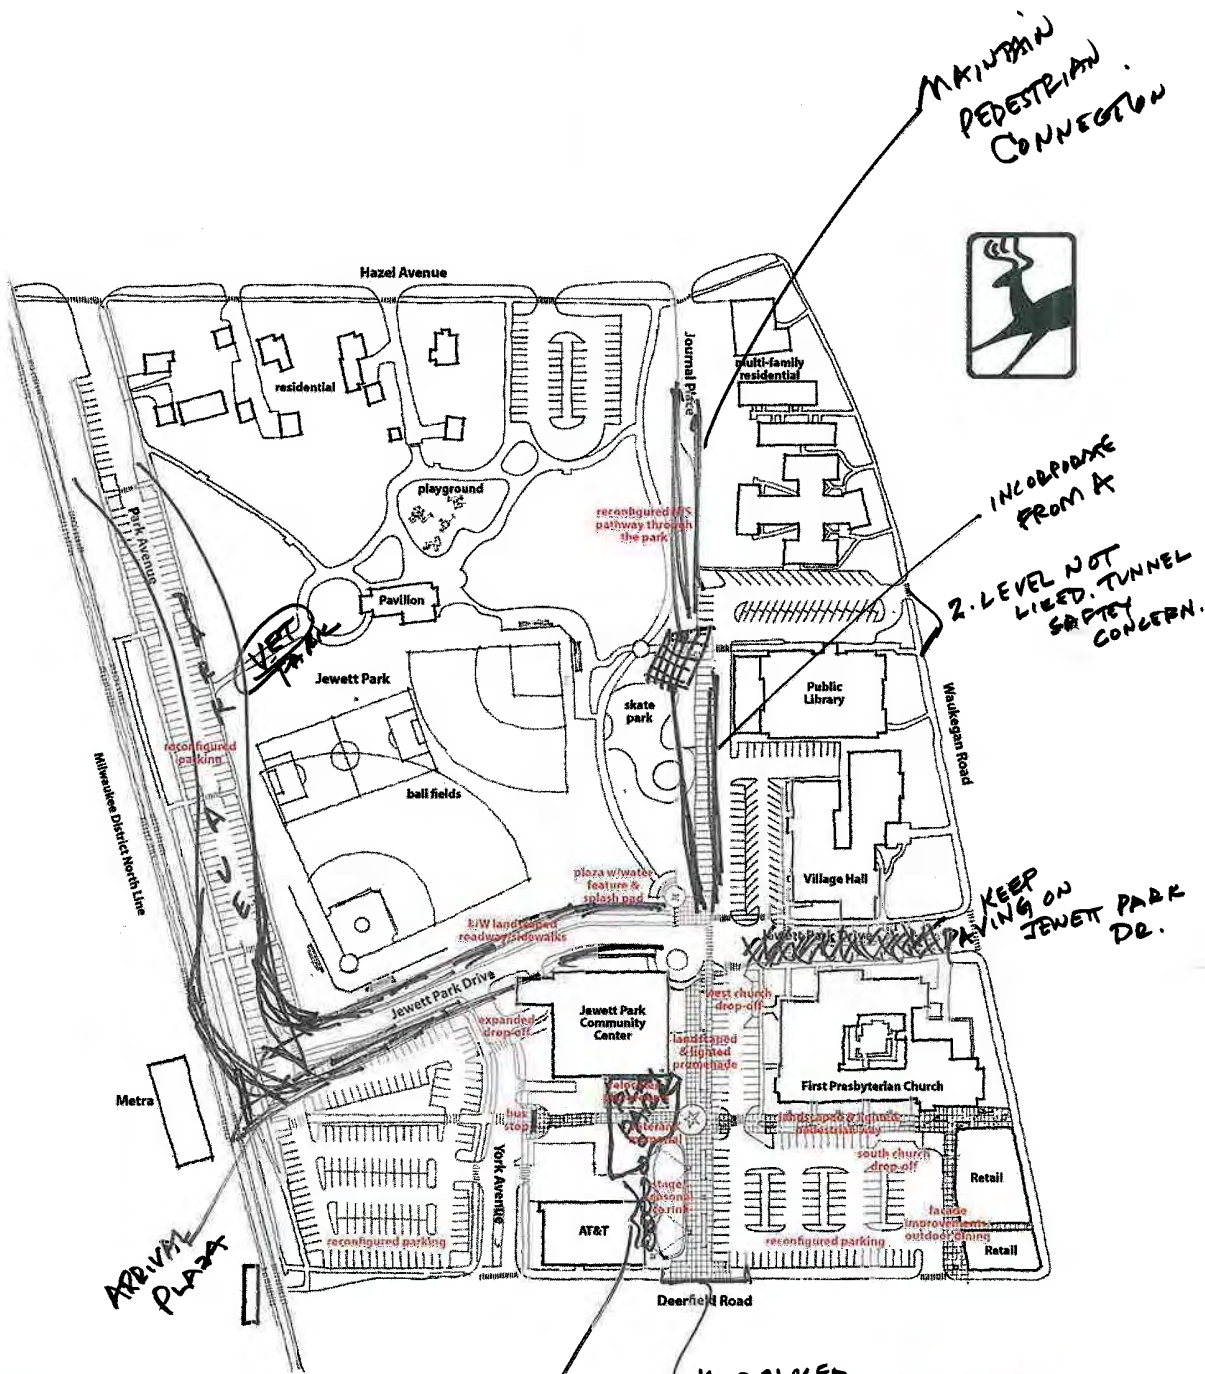 MAINTAIN
PEDESTRIAN
CONNECTION
Hazel Avenue
Journal Place
multi-family
residential
residential
INCORPORATE
FROM A
playground
reconfigured N/S
pathway through
the park
Park Avenue
2. LEVEL NOT
LIKED. TUNNEL
SAFTEY
CONCERN.
Pavilion
VET
PARK
Jewett Park
Public
Library
skate
park
Waukegan Road
reconfigured
parking
Milwaukee District North Line
ball fields
plaza w/water
feature &
splash pad
Village Hall
KEEP
PAVING ON
JEWETT PARK
DR.
E/W landscaped
roadway/sidewalks
Jewett Park Drive
Jewett Park Drive
west church
drop-off
expanded
drop-off
Jewett Park
Community
Center
landscaped
& lighted
promenade
First Presbyterian Church
Metra
relocated
bus
stop
veterans
memorial
landscaped & lighted
pedestrian way
south church
drop-off
York Avenue
stage/
seasonal
ice rink
Retail
AT&T
facade
improvements/
outdoor dining
reconfigured parking
reconfigured parking
Retail
ARRIVAL
PLAZA
Deerfield Road